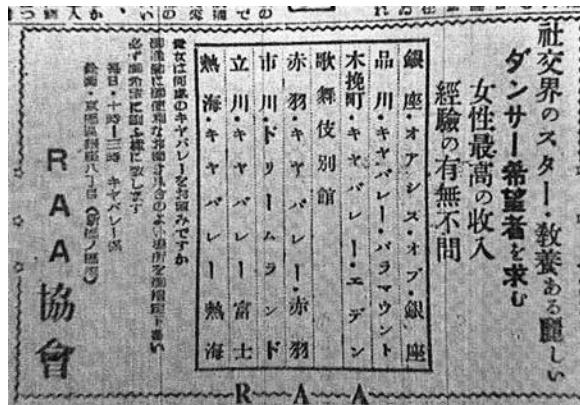 社交界のスター・教養ある麗しい
ダンサー希望者を求む
女性最高の収入
經驗の有無不問
銀座・オアシス・オブ・銀座
品川・キャバレー・パラマウント
木挽町・キャバレー・エデン
歌舞伎別館
赤羽・キャバレー・赤羽
市川・ドリームランド
立川・キャバレー富士
熱海・キャバレー熱海
貴女は何處のキャバレーをお望みですか
必ず御希望に副ふ様に致します
毎日・十時ー三時 キャバレー係
RAA協會
RAA